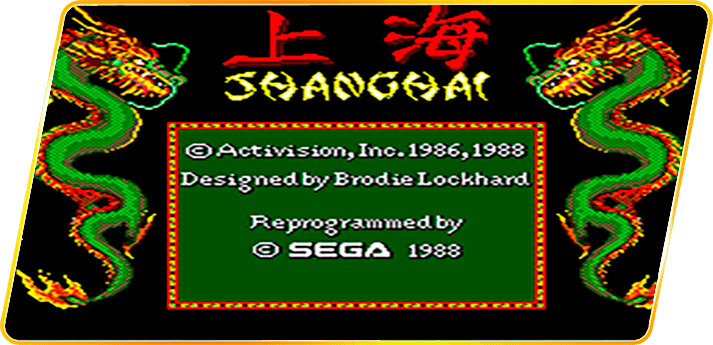 上海
SHANGHAI
© Activision, Inc. 1986, 1988
Designed by Brodie Lockhard
Reprogrammed by
© SEGA 1988